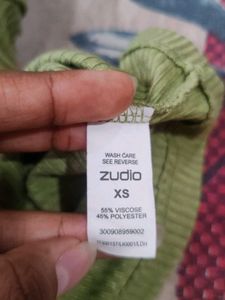 WASH CARE
SEE REVERSE
zudio
XS
55% VISCOSE
45% POLYESTER
300908959002